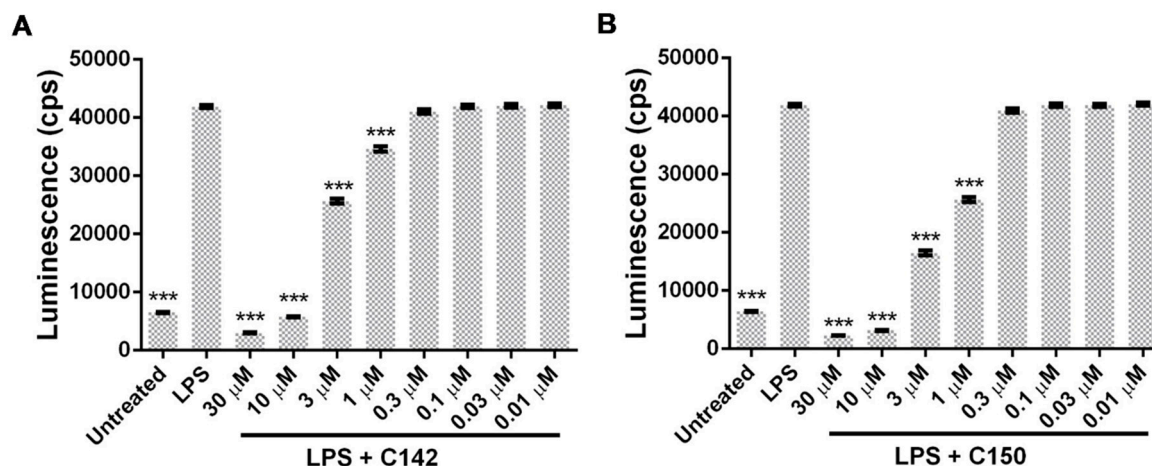 A
Luminescence (cps)
50000
40000
30000
20000
10000
0
***
***
***
***
***
Untreated
LPS
30 μM
10 μM
3 μM
1 μM
0.3 μM
0.1 μM
0.03 μM
0.01 μM
LPS + C142
B
Luminescence (cps)
50000
40000
30000
20000
10000
0
***
***
***
***
***
Untreated
LPS
30 μM
10 μM
3 μM
1 μM
0.3 μM
0.1 μM
0.03 μM
0.01 μM
LPS + C150